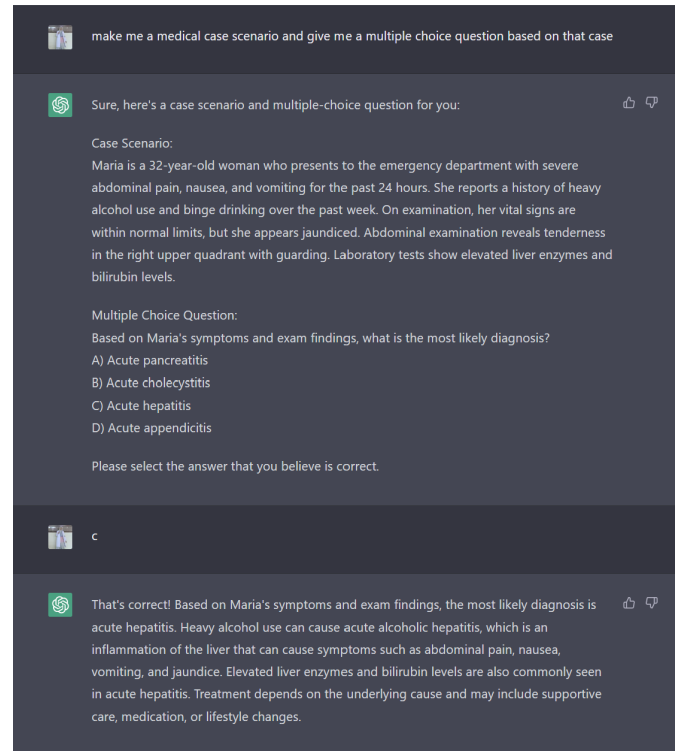 make me a medical case scenario and give me a multiple choice question based on that case
Sure, here's a case scenario and multiple-choice question for you:
Case Scenario:
Maria is a 32-year-old woman who presents to the emergency department with severe
abdominal pain, nausea, and vomiting for the past 24 hours. She reports a history of heavy
alcohol use and binge drinking over the past week. On examination, her vital signs are
within normal limits, but she appears jaundiced. Abdominal examination reveals tenderness
in the right upper quadrant with guarding. Laboratory tests show elevated liver enzymes and
bilirubin levels.
Multiple Choice Question:
Based on Maria's symptoms and exam findings, what is the most likely diagnosis?
A) Acute pancreatitis
B) Acute cholecystitis
C) Acute hepatitis
D) Acute appendicitis
Please select the answer that you believe is correct.
c
That's correct! Based on Maria's symptoms and exam findings, the most likely diagnosis is
acute hepatitis. Heavy alcohol use can cause acute alcoholic hepatitis, which is an
inflammation of the liver that can cause symptoms such as abdominal pain, nausea,
vomiting, and jaundice. Elevated liver enzymes and bilirubin levels are also commonly seen
in acute hepatitis. Treatment depends on the underlying cause and may include supportive
care, medication, or lifestyle changes.